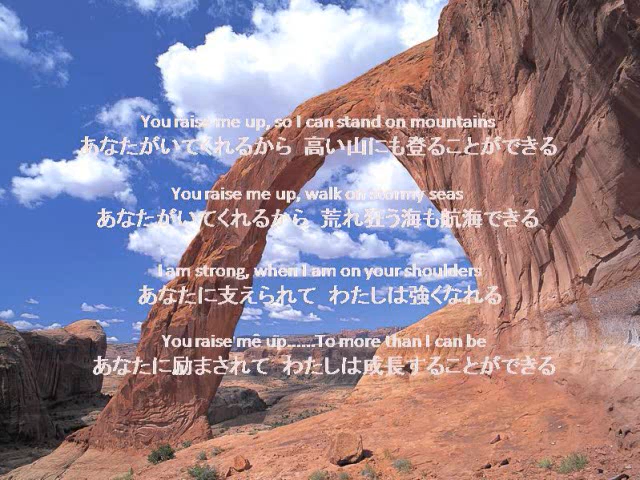 You raise me up, so I can stand on mountains
あなたがいてくれるから 高い山にも登ることができる
You raise me up, walk on stormy seas
あなたがいてくれるから 荒れ狂う海も航海できる
I am strong, when I am on your shoulders
あなたに支えられて わたしは強くなれる
You raise me up......To more than I can be
あなたに励まされて わたしは成長することができる